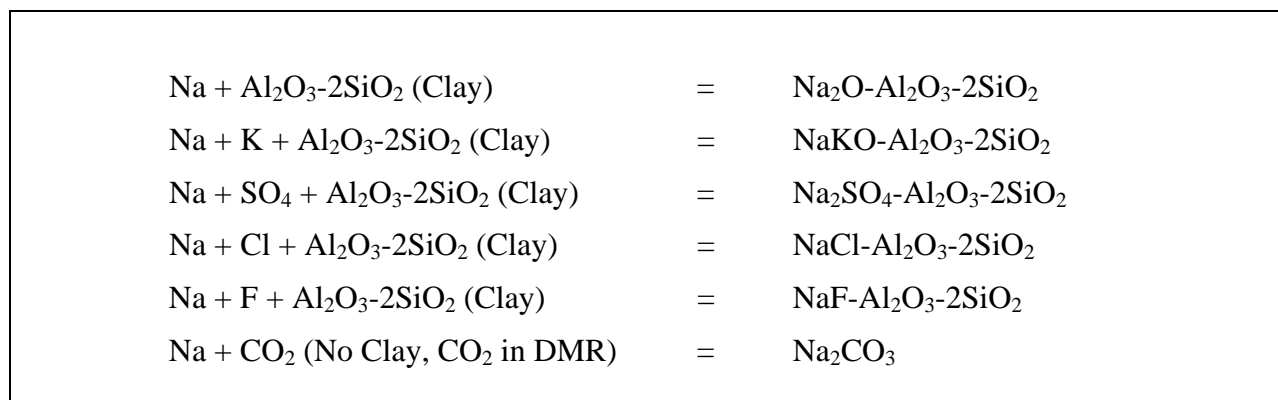 Na + Al₂O₃-2SiO₂ (Clay) = Na₂O-Al₂O₃-2SiO₂
Na + K + Al₂O₃-2SiO₂ (Clay) = NaKO-Al₂O₃-2SiO₂
Na + SO₄ + Al₂O₃-2SiO₂ (Clay) = Na₂SO₄-Al₂O₃-2SiO₂
Na + Cl + Al₂O₃-2SiO₂ (Clay) = NaCl-Al₂O₃-2SiO₂
Na + F + Al₂O₃-2SiO₂ (Clay) = NaF-Al₂O₃-2SiO₂
Na + CO₂ (No Clay, CO₂ in DMR) = Na₂CO₃